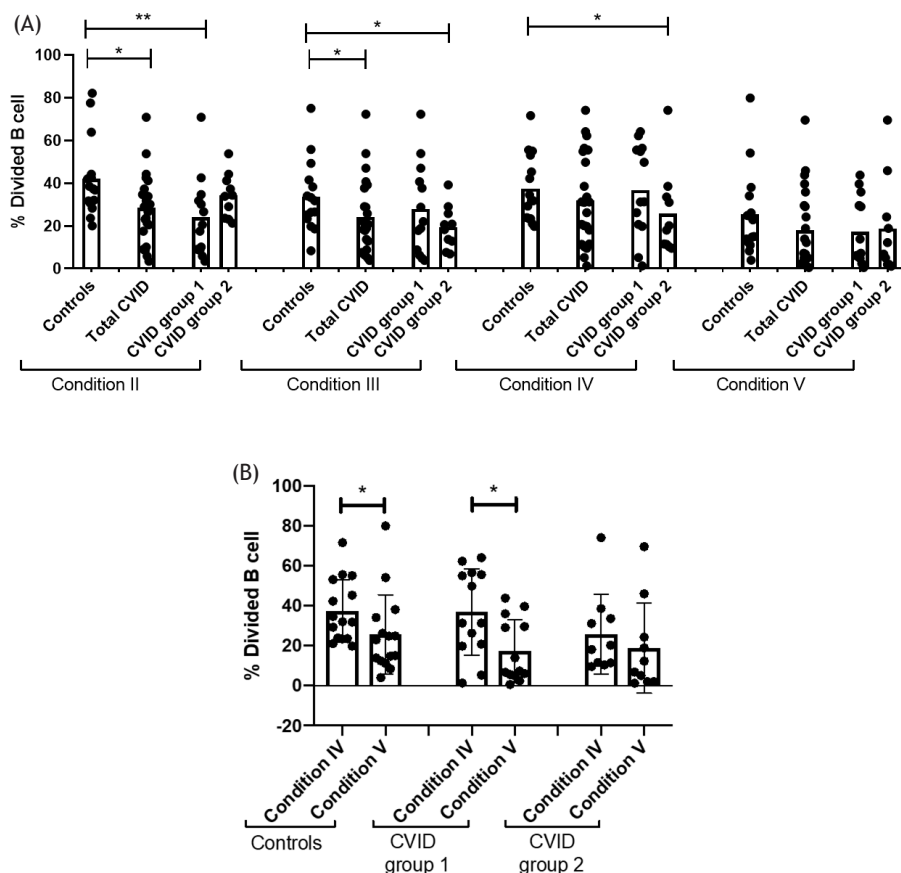 (A)
**
*
*
*
*
% Divided B cell
100
80
60
40
20
0
Controls
Total CVID
CVID group 1
CVID group 2
Controls
Total CVID
CVID group 1
CVID group 2
Controls
Total CVID
CVID group 1
CVID group 2
Controls
Total CVID
CVID group 1
CVID group 2
Condition II
Condition III
Condition IV
Condition V
(B)
*
*
% Divided B cell
100
80
60
40
20
0
-20
Condition IV
Condition V
Condition IV
Condition V
Condition IV
Condition V
Controls
CVID
group 1
CVID
group 2